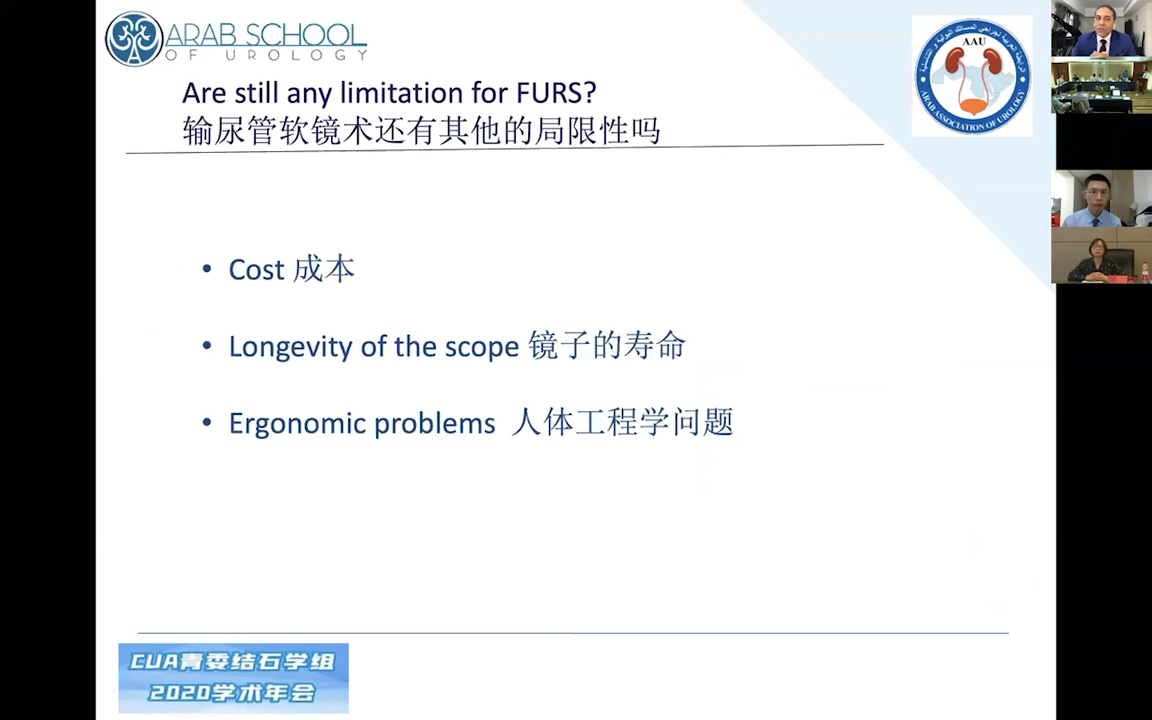 ARAB SCHOOL
OF UROLOGY
AAU
ARAB ASSOCIATION OF UROLOGY
Are still any limitation for FURS?
输尿管软镜术还有其他的局限性吗
• Cost 成本
• Longevity of the scope 镜子的寿命
• Ergonomic problems 人体工程学问题
CUA青委结石学组
2020学术年会